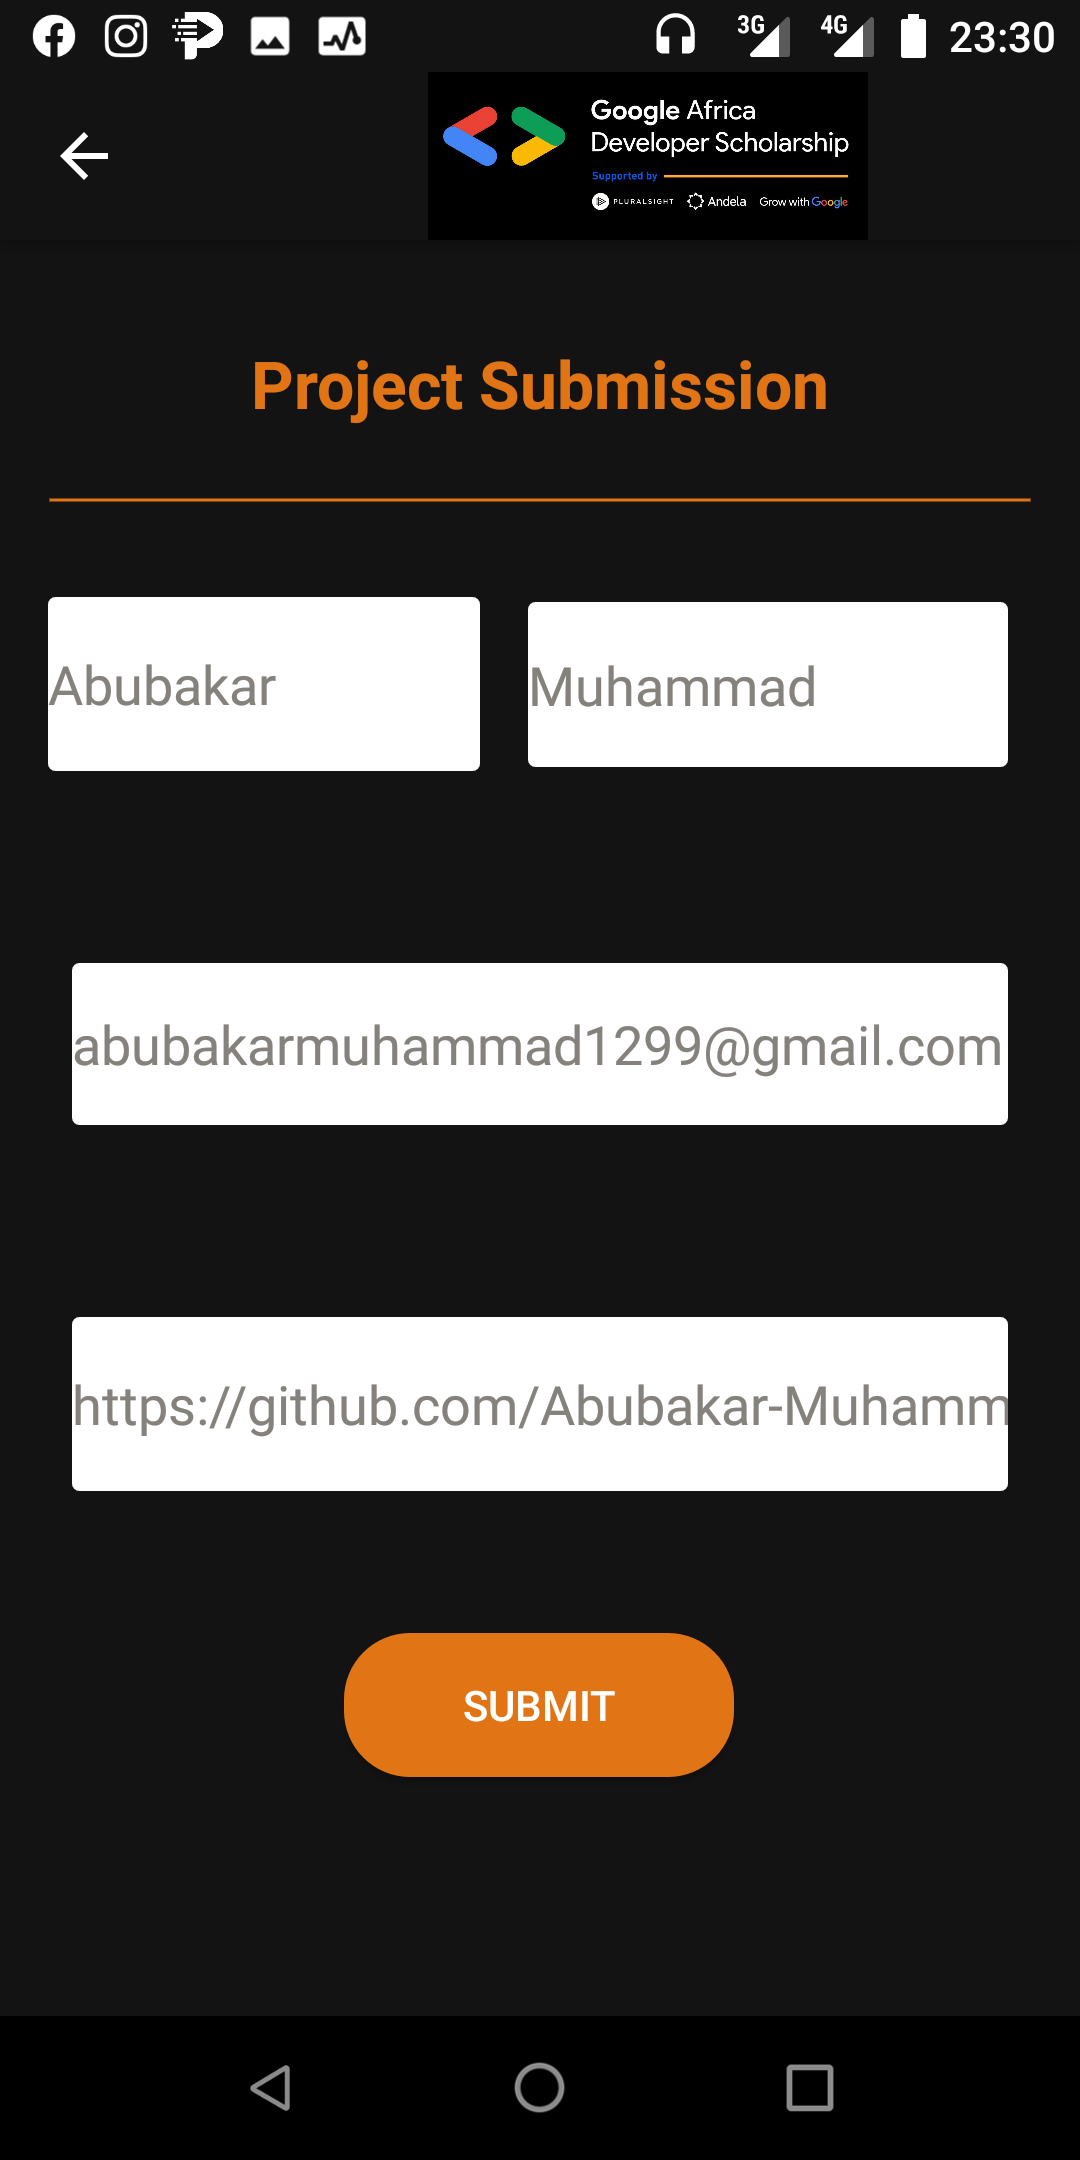 3G 4G 23:30
Google Africa
Developer Scholarship
Supported by
PLURALSIGHT Andela Grow with Google
Project Submission
Abubakar Muhammad
abubakarmuhammad1299@gmail.com
https://github.com/Abubakar-Muhamm
SUBMIT